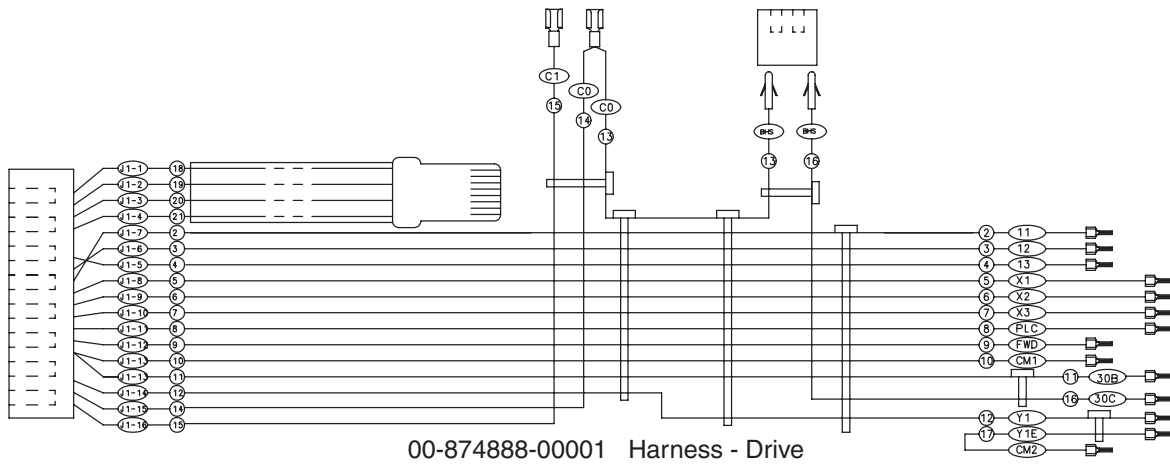 C1
C0
C0
15
14
13
BHS
BHS
13
16
J1-1 18
J1-2 19
J1-3 20
J1-4 21
J1-7 2 2 11
J1-6 3 3 12
J1-5 4 4 13
J1-8 5 5 X1
J1-9 6 6 X2
J1-10 7 7 X3
J1-11 8 8 PLC
J1-12 9 9 FWD
J1-13 10 10 CM1
J1-13 11 11 30B
J1-14 12 16 30C
J1-15 14 12 Y1
J1-16 15 17 Y1E
CM2
00-874888-00001 Harness - Drive